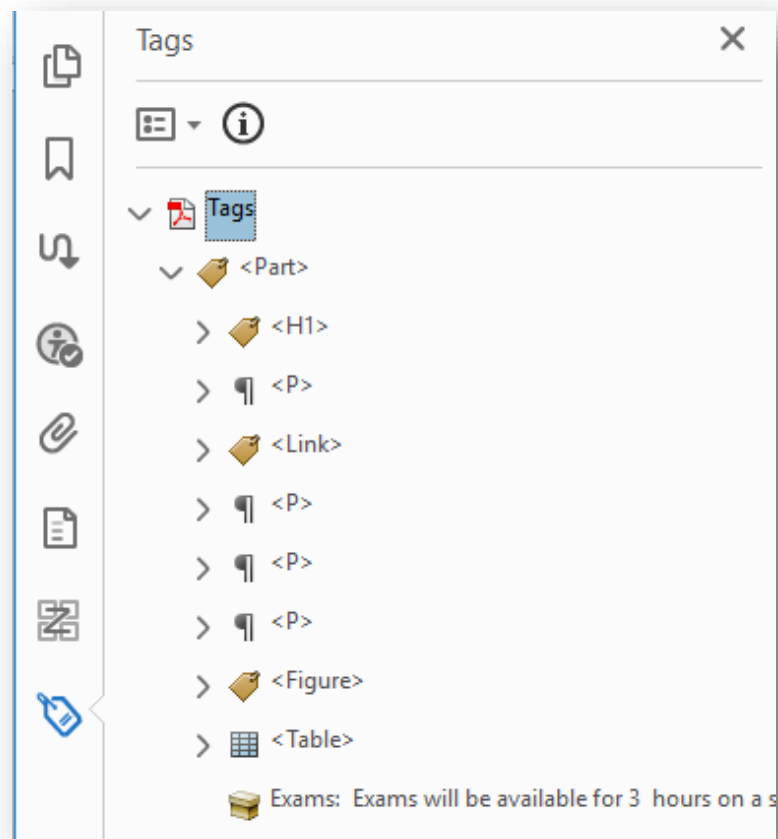 Tags
Tags
<Part>
<H1>
<P>
<Link>
<P>
<P>
<P>
<Figure>
<Table>
Exams: Exams will be available for 3 hours on a s